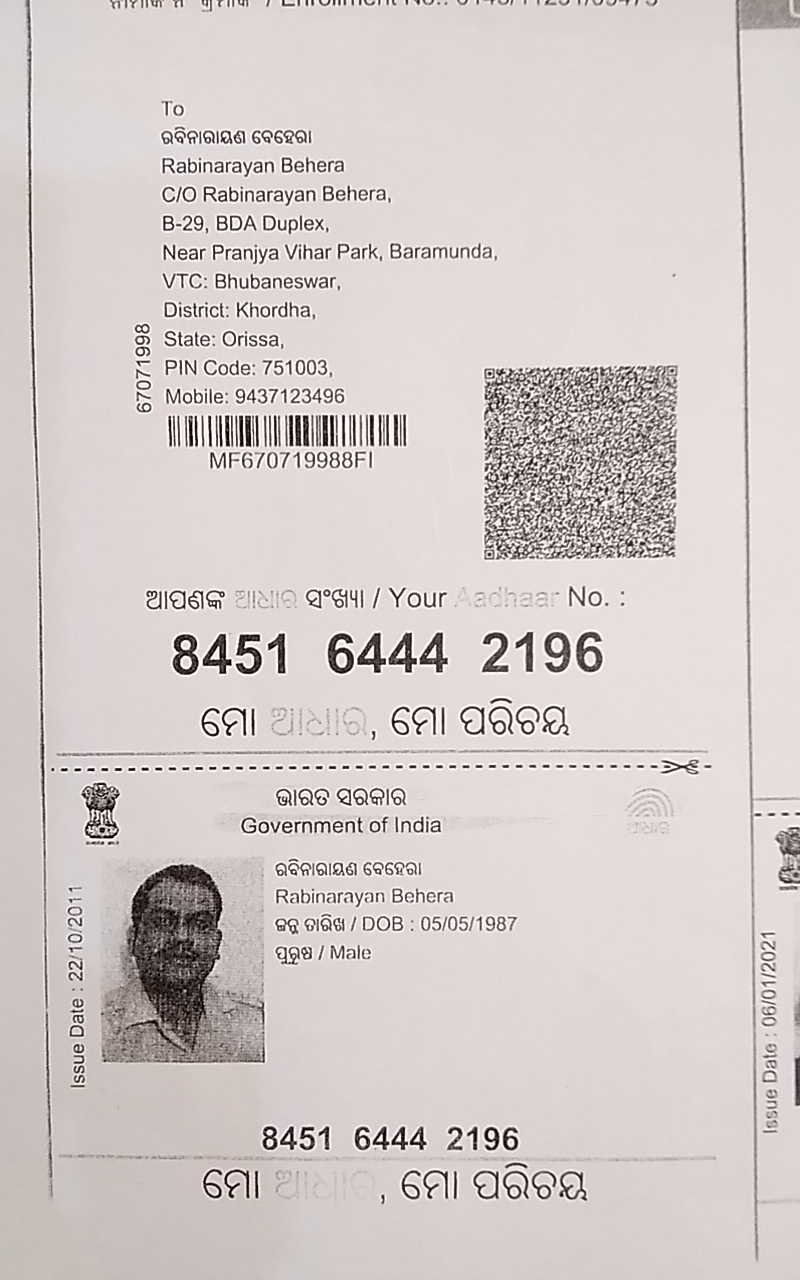 To
ରବିନାରାୟଣ ବେହେରା
Rabinarayan Behera
C/O Rabinarayan Behera,
B-29, BDA Duplex,
Near Pranjya Vihar Park, Baramunda,
VTC: Bhubaneswar,
District: Khordha,
State: Orissa,
PIN Code: 751003,
Mobile: 9437123496
67071998
MF670719988FI
ଆପଣଙ୍କ ଆଧାର ସଂଖ୍ୟା / Your Aadhaar No. :
8451 6444 2196
ମୋ ଆଧାର, ମୋ ପରିଚୟ
ଭାରତ ସରକାର
Government of India
ଆଧାର
ରବିନାରାୟଣ ବେହେରା
Rabinarayan Behera
ଜନ୍ମ ତାରିଖ / DOB : 05/05/1987
ପୁରୁଷ / Male
Issue Date : 22/10/2011
8451 6444 2196
ମୋ ଆଧାର, ମୋ ପରିଚୟ
Issue Date : 06/01/2021